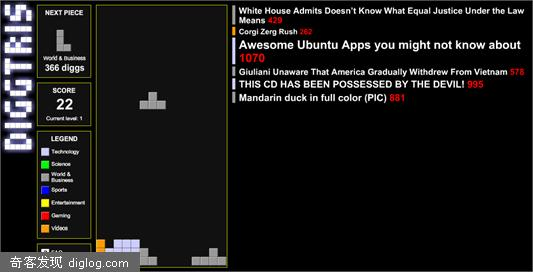 DIGGTRIS
NEXT PIECE
World & Business
366 diggs
SCORE
22
Current level: 1
LEGEND
Technology
Science
World &
Business
Sports
Entertainment
Gaming
Videos
White House Admits Doesn't Know What Equal Justice Under the Law
Means 429
Corgi Zerg Rush 262
Awesome Ubuntu Apps you might not know about
1070
Giuliani Unaware That America Gradually Withdrew From Vietnam 578
THIS CD HAS BEEN POSSESSED BY THE DEVIL! 995
Mandarin duck in full color (PIC) 881
奇客发现 diglog.com